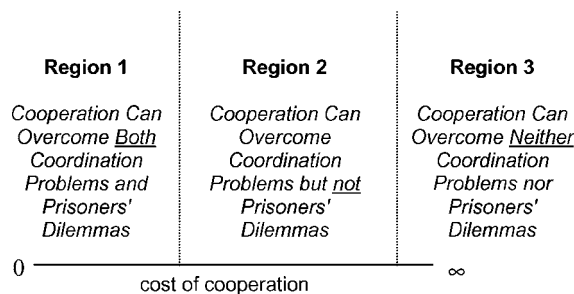 Region 1
Cooperation Can
Overcome Both
Coordination
Problems and
Prisoners'
Dilemmas
Region 2
Cooperation Can
Overcome
Coordination
Problems but not
Prisoners'
Dilemmas
Region 3
Cooperation Can
Overcome Neither
Coordination
Problems nor
Prisoners'
Dilemmas
0
∞
cost of cooperation